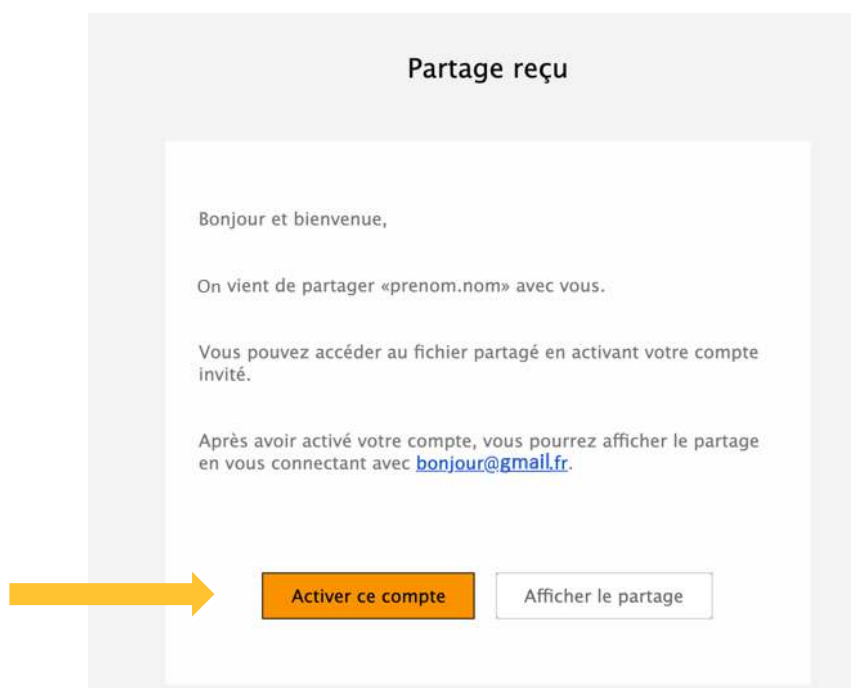 Partage reçu
Bonjour et bienvenue,
On vient de partager «prenom.nom» avec vous.
Vous pouvez accéder au fichier partagé en activant votre compte
invité.
Après avoir activé votre compte, vous pourrez afficher le partage
en vous connectant avec bonjour@gmail.fr.
Activer ce compte
Afficher le partage